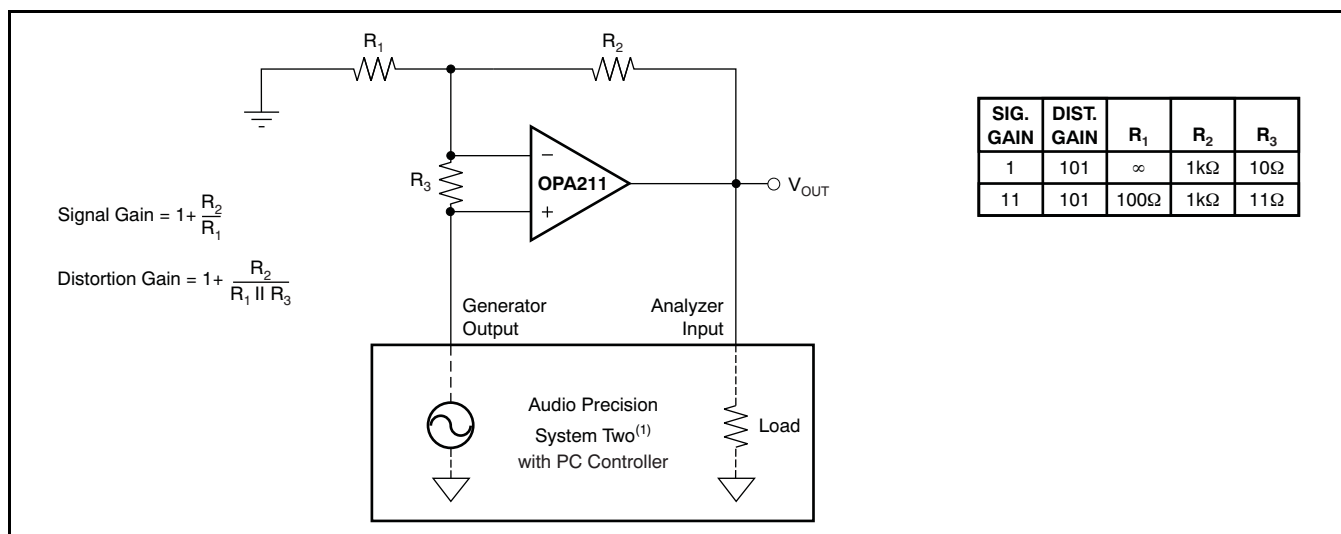 R1
R2
R3
−
OPA211
+
VOUT
Signal Gain = 1+ R2/R1
Distortion Gain = 1+ R2/(R1 II R3)
Generator
Output
Analyzer
Input
Audio Precision
System Two(1)
with PC Controller
Load
SIG. GAIN DIST. GAIN R1 R2 R3
1 101 ∞ 1kΩ 10Ω
11 101 100Ω 1kΩ 11Ω